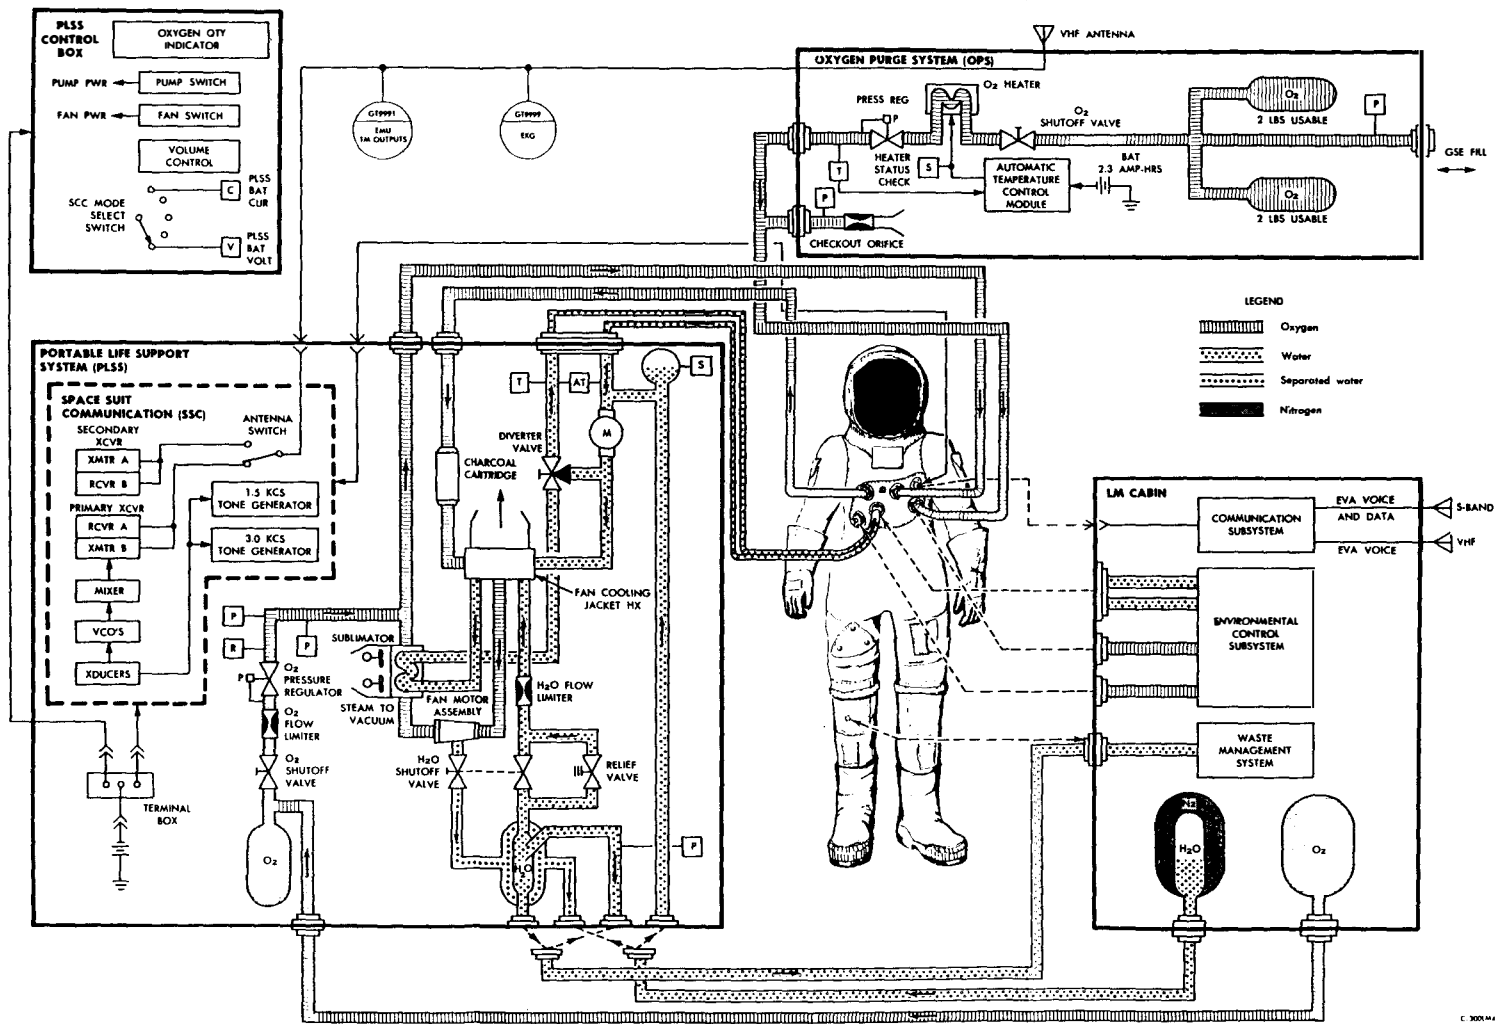 PLSS
CONTROL
BOX
OXYGEN QTY
INDICATOR
PUMP PWR
PUMP SWITCH
FAN PWR
FAN SWITCH
VOLUME
CONTROL
SCC MODE
SELECT
SWITCH
C
PLSS
BAT
CUR
V
PLSS
BAT
VOLT
GT9991
EMU
TM OUTPUTS
GT9999
EKG
VHF ANTENNA
OXYGEN PURGE SYSTEM (OPS)
PRESS REG
P
O2 HEATER
O2
SHUTOFF VALVE
O2
2 LBS USABLE
P
GSE FILL
T
HEATER
STATUS
CHECK
S
AUTOMATIC
TEMPERATURE
CONTROL
MODULE
BAT
2.3 AMP-HRS
O2
2 LBS USABLE
P
CHECKOUT ORIFICE
LEGEND
Oxygen
Water
Separated water
Nitrogen
PORTABLE LIFE SUPPORT
SYSTEM (PLSS)
SPACE SUIT
COMMUNICATION (SSC)
SECONDARY
XCVR
XMTR A
RCVR B
ANTENNA
SWITCH
PRIMARY XCVR
RCVR A
XMTR B
1.5 KCS
TONE GENERATOR
3.0 KCS
TONE GENERATOR
MIXER
VCO'S
XDUCERS
T
ΔT
S
M
DIVERTER
VALVE
CHARCOAL
CARTRIDGE
FAN COOLING
JACKET HX
P
R
P
P
O2
PRESSURE
REGULATOR
O2
FLOW
LIMITER
O2
SHUTOFF
VALVE
O2
SUBLIMATOR
STEAM TO
VACUUM
FAN MOTOR
ASSEMBLY
H2O FLOW
LIMITER
H2O
SHUTOFF
VALVE
RELIEF
VALVE
H2O
P
TERMINAL
BOX
LM CABIN
COMMUNICATION
SUBSYSTEM
EVA VOICE
AND DATA
S-BAND
EVA VOICE
VHF
ENVIRONMENTAL
CONTROL
SUBSYSTEM
WASTE
MANAGEMENT
SYSTEM
N2
H2O
O2